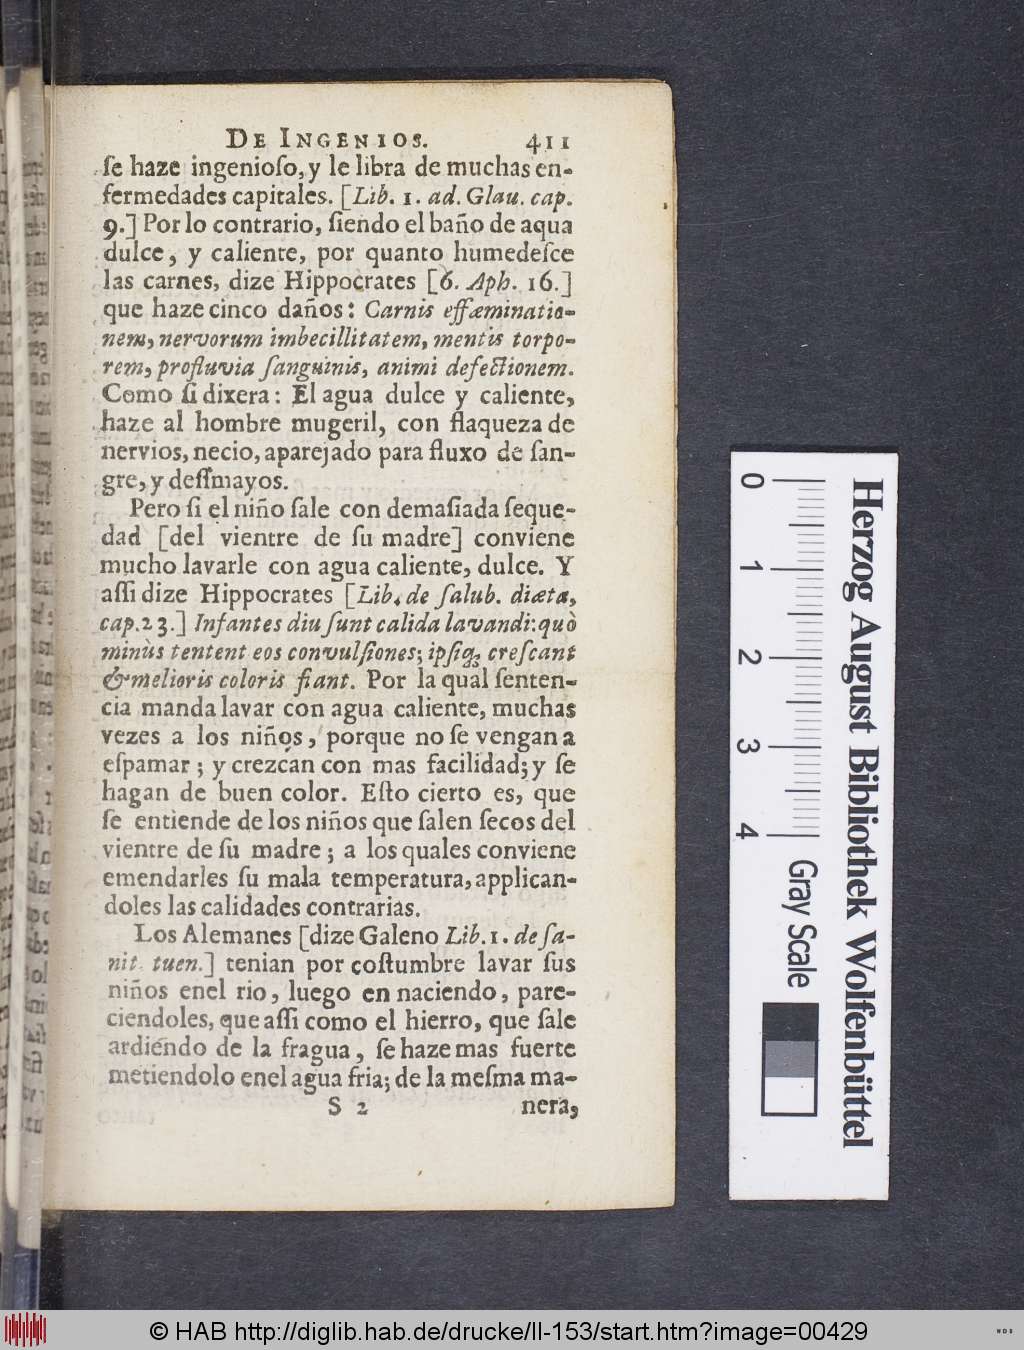 DE INGENIOS. 411
ſe haze ingenioſo, y le libra de muchas en-
fermedades capitales. [Lib. 1. ad. Glau. cap.
9.] Por lo contrario, ſiendo el baño de aqua
dulce, y caliente, por quanto humedeſce
las carnes, dize Hippocrates [6. Aph. 16.]
que haze cinco daños: Carnis effæminatio-
nem, nervorum imbecillitatem, mentis torpo-
rem, profluvia ſanguinis, animi defectionem.
Como ſi dixera: El agua dulce y caliente,
haze al hombre mugeril, con flaqueza de
nervios, necio, aparejado para fluxo de ſan-
gre, y deſmayos.
Pero ſi el niño ſale con demaſiada ſeque-
dad [del vientre de ſu madre] conviene
mucho lavarle con agua caliente, dulce. Y
aſſi dize Hippocrates [Lib. de ſalub. diæta,
cap. 23.] Infantes diu ſunt calida lavandi: quò
minùs tentent eos convulſiones; ipſiq; creſcant
& melioris coloris fiant. Por la qual ſenten-
cia manda lavar con agua caliente, muchas
vezes a los niños, porque no ſe vengan a
eſpamar; y crezcan con mas facilidad; y ſe
hagan de buen color. Eſto cierto es, que
ſe entiende de los niños que ſalen ſecos del
vientre de ſu madre; a los quales conviene
emendarles ſu mala temperatura, applican-
doles las calidades contrarias.
Los Alemanes [dize Galeno Lib. 1. de ſa-
nit. tuen.] tenian por coſtumbre lavar ſus
niños enel rio, luego en naciendo, pare-
ciendoles, que aſſi como el hierro, que ſale
ardiendo de la fragua, ſe haze mas fuerte
metiendolo enel agua fria; de la meſma ma-
S 2 nera,
0 1 2 3 4
Gray Scale
Herzog August Bibliothek Wolfenbüttel
© HAB http://diglib.hab.de/drucke/ll-153/start.htm?image=00429